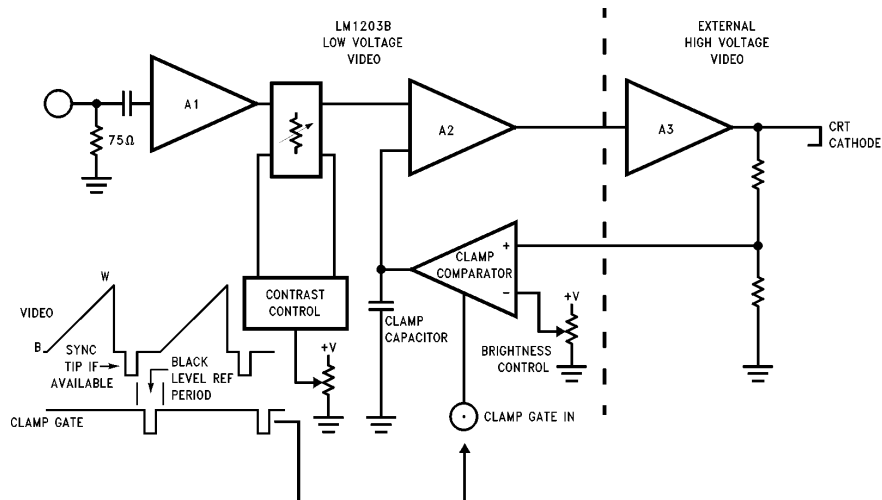 LM1203B
LOW VOLTAGE
VIDEO
EXTERNAL
HIGH VOLTAGE
VIDEO
A1
75Ω
A2
A3
CRT
CATHODE
CLAMP
COMPARATOR
+
-
CONTRAST
CONTROL
+V
CLAMP
CAPACITOR
+V
BRIGHTNESS
CONTROL
W
VIDEO
B
SYNC
TIP IF
AVAILABLE
BLACK
LEVEL REF
PERIOD
CLAMP GATE
CLAMP GATE IN